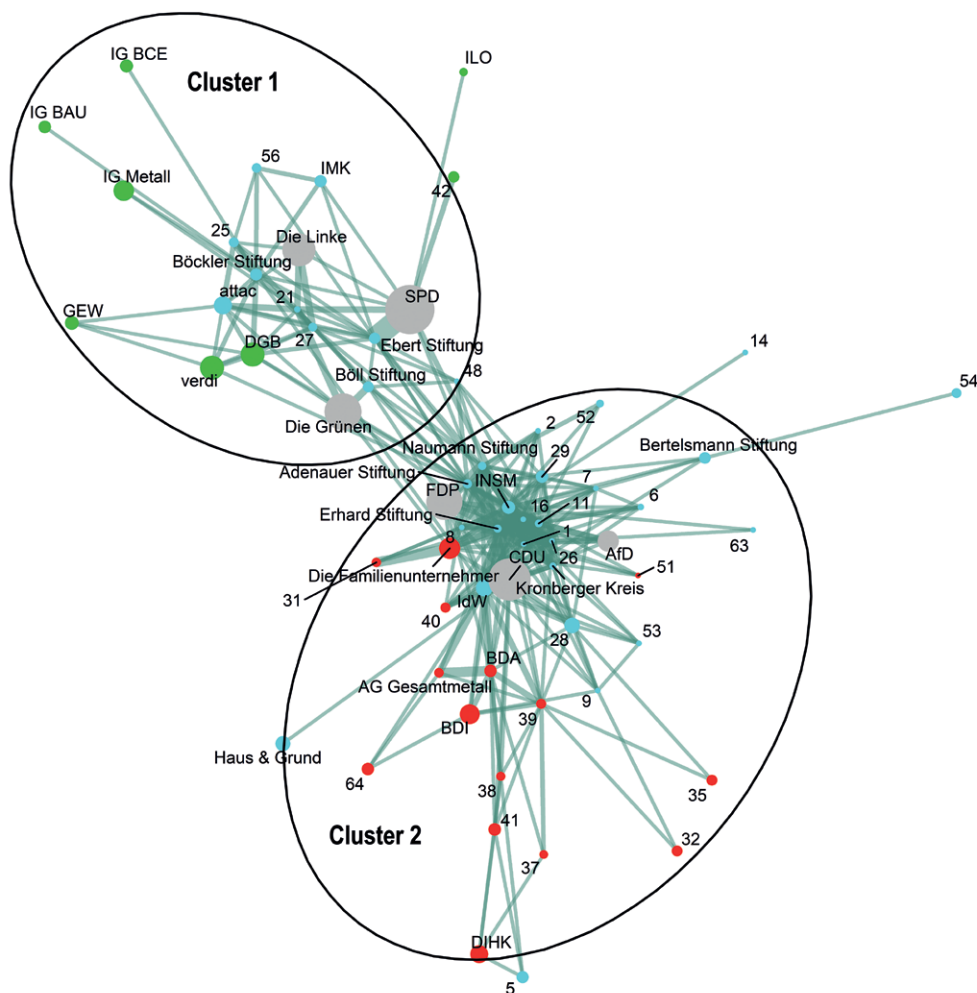 IG BCE
ILO
Cluster 1
IG BAU
56
IMK
IG Metall
42
25
Die Linke
Böckler Stiftung
attac
21
SPD
GEW
DGB
27
Ebert Stiftung
14
verdi
Böll Stiftung
48
54
Die Grünen
2
52
Naumann Stiftung
29
Bertelsmann Stiftung
Adenauer Stiftung
INSM
7
FDP
16
11
6
Erhard Stiftung
1
63
8
CDU
26
AfD
Die Familienunternehmer
Kronberger Kreis
51
31
IdW
40
28
53
BDA
AG Gesamtmetall
9
39
BDI
Haus & Grund
64
38
35
Cluster 2
41
32
37
DIHK
5